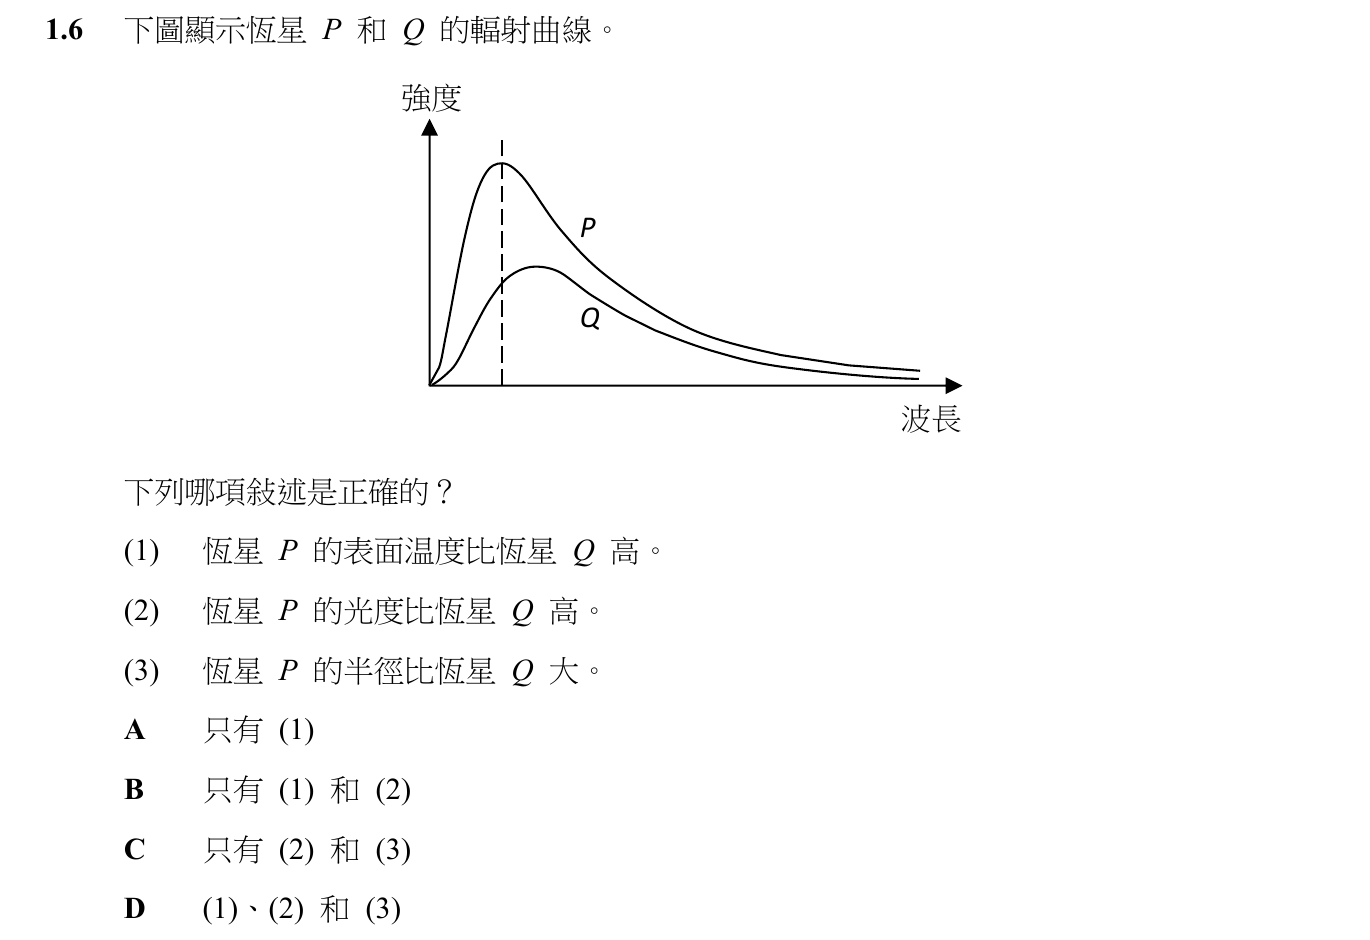 1.6 下圖顯示恆星 P 和 Q 的輻射曲線。
強度
P
Q
波長
下列哪項敍述是正確的？
(1) 恆星 P 的表面温度比恆星 Q 高。
(2) 恆星 P 的光度比恆星 Q 高。
(3) 恆星 P 的半徑比恆星 Q 大。
A 只有 (1)
B 只有 (1) 和 (2)
C 只有 (2) 和 (3)
D (1)、(2) 和 (3)